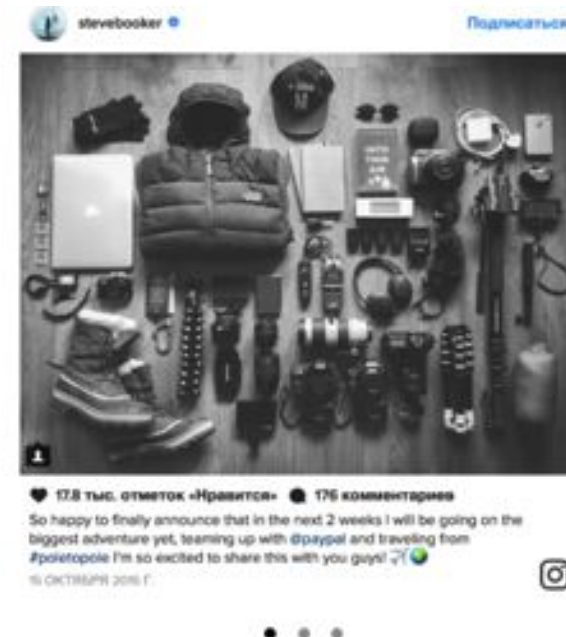 stevebooker
Подписаться
17.8 тыс. отметок «Нравится» 176 комментариев
So happy to finally announce that in the next 2 weeks I will be going on the
biggest adventure yet, teaming up with @paypal and traveling from
#poletopole I'm so excited to share this with you guys!
ОКТЯБРЯ